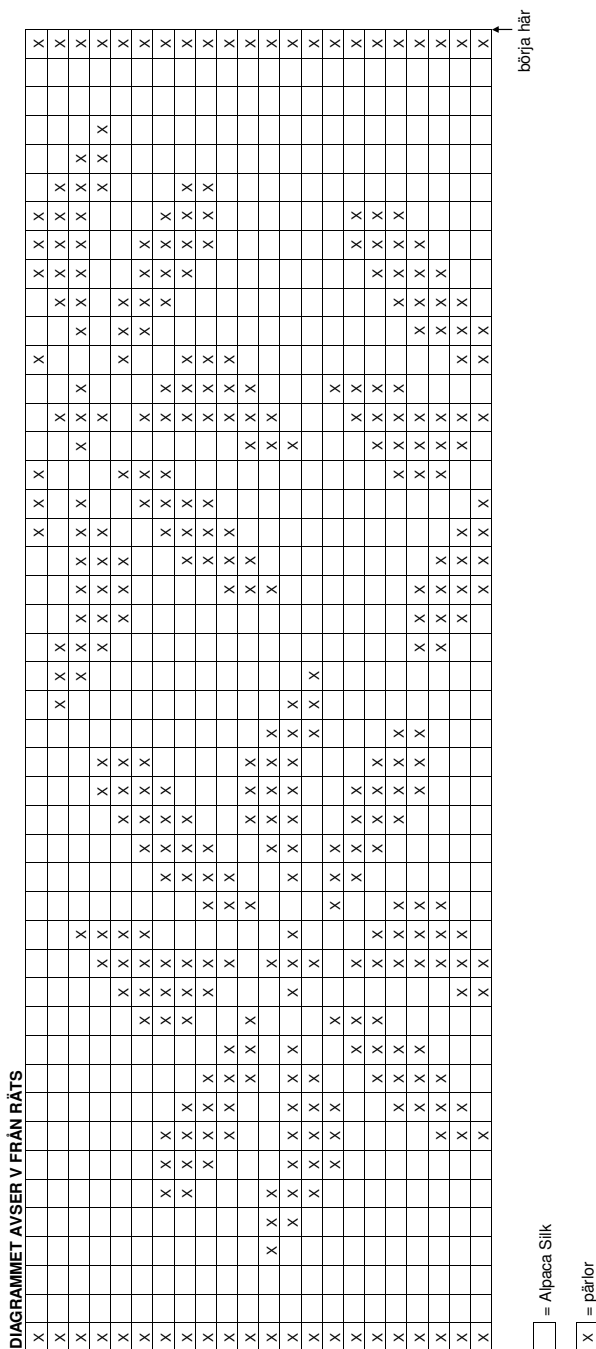 DIAGRAMMET AVSER V FRÅN RÄTS
börja här
= Alpaca Silk
x = pärlor